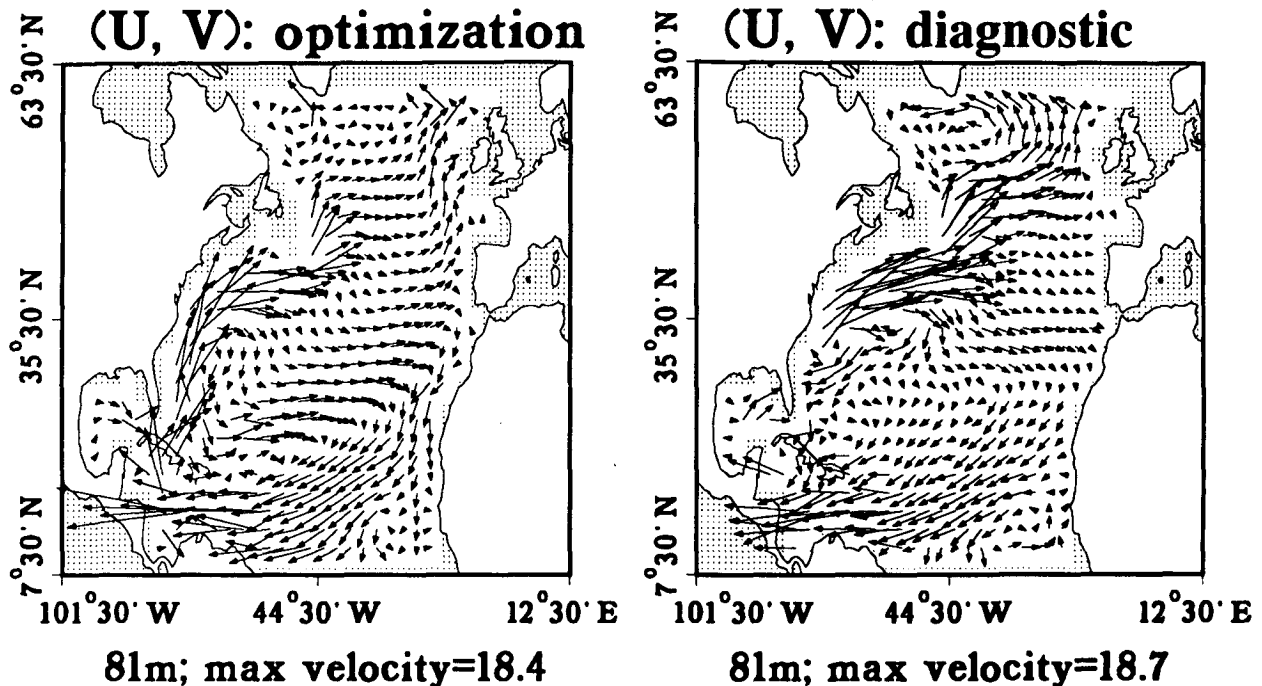 (U, V): optimization
63°30' N
35°30' N
7°30' N
101°30' W 44°30' W 12°30' E
81m; max velocity=18.4
(U, V): diagnostic
63°30' N
35°30' N
7°30' N
101°30' W 44°30' W 12°30' E
81m; max velocity=18.7